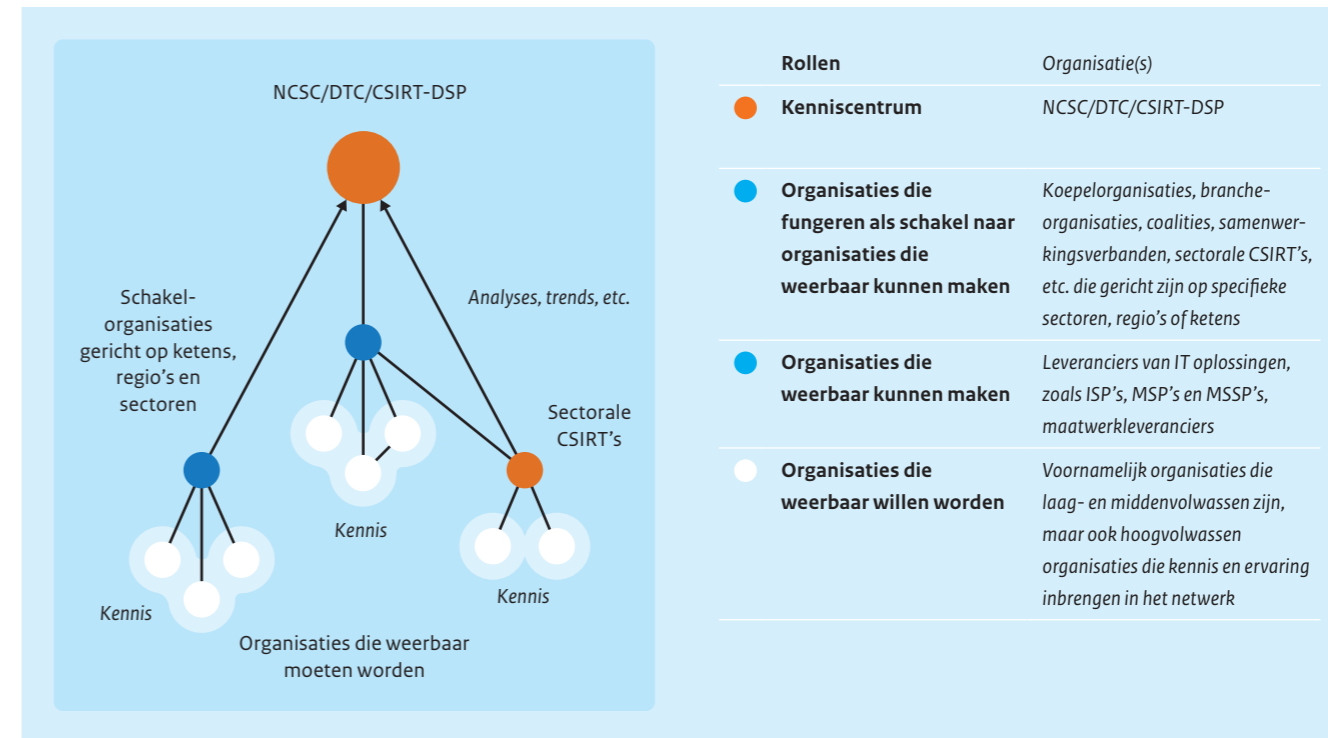 NCSC/DTC/CSIRT-DSP
Schakel-
organisaties
gericht op ketens,
regio's en
sectoren
Analyses, trends, etc.
Sectorale
CSIRT's
Kennis
Kennis
Kennis
Organisaties die weerbaar
moeten worden
Rollen
Organisatie(s)
Kenniscentrum
NCSC/DTC/CSIRT-DSP
Organisaties die
fungeren als schakel naar
organisaties die
weerbaar kunnen maken
Koepelorganisaties, branche-
organisaties, coalities, samenwer-
kingsverbanden, sectorale CSIRT's,
etc. die gericht zijn op specifieke
sectoren, regio's of ketens
Organisaties die
weerbaar kunnen maken
Leveranciers van IT oplossingen,
zoals ISP's, MSP's en MSSP's,
maatwerkleveranciers
Organisaties die
weerbaar willen worden
Voornamelijk organisaties die
laag- en middenvolwassen zijn,
maar ook hoogvolwassen
organisaties die kennis en ervaring
inbrengen in het netwerk